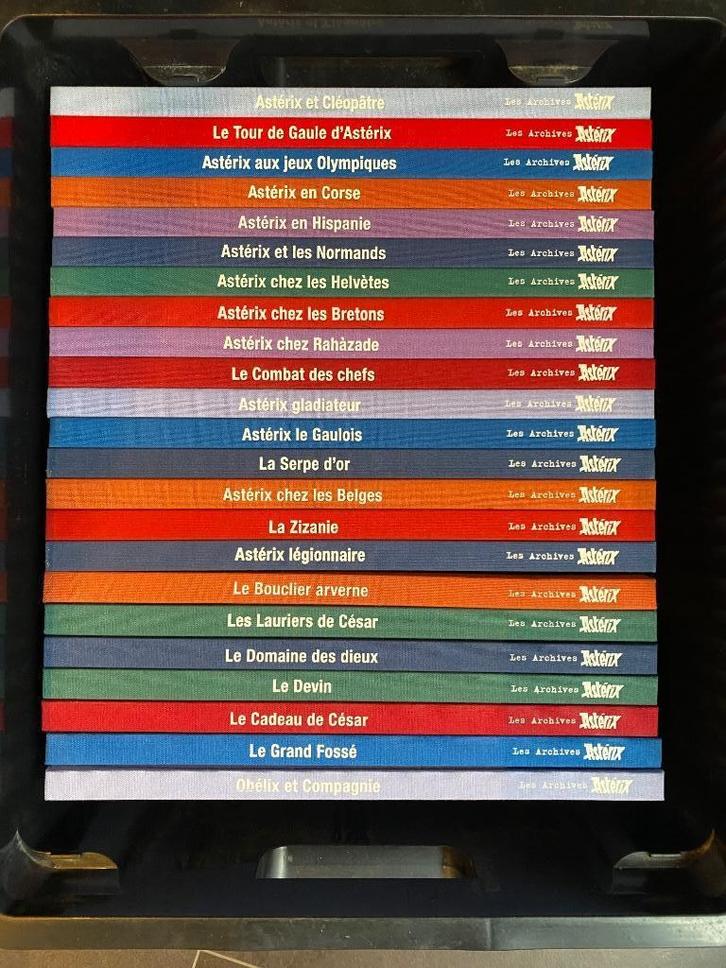 Astérix et Cléopâtre Les Archives Astérix
Le Tour de Gaule d'Astérix Les Archives Astérix
Astérix aux jeux Olympiques Les Archives Astérix
Astérix en Corse Les Archives Astérix
Astérix en Hispanie Les Archives Astérix
Astérix et les Normands Les Archives Astérix
Astérix chez les Helvètes Les Archives Astérix
Astérix chez les Bretons Les Archives Astérix
Astérix chez Rahàzade Les Archives Astérix
Le Combat des chefs Les Archives Astérix
Astérix gladiateur Les Archives Astérix
Astérix le Gaulois Les Archives Astérix
La Serpe d'or Les Archives Astérix
Astérix chez les Belges Les Archives Astérix
La Zizanie Les Archives Astérix
Astérix légionnaire Les Archives Astérix
Le Bouclier arverne Les Archives Astérix
Les Lauriers de César Les Archives Astérix
Le Domaine des dieux Les Archives Astérix
Le Devin Les Archives Astérix
Le Cadeau de César Les Archives Astérix
Le Grand Fossé Les Archives Astérix
Obélix et Compagnie Les Archives Astérix